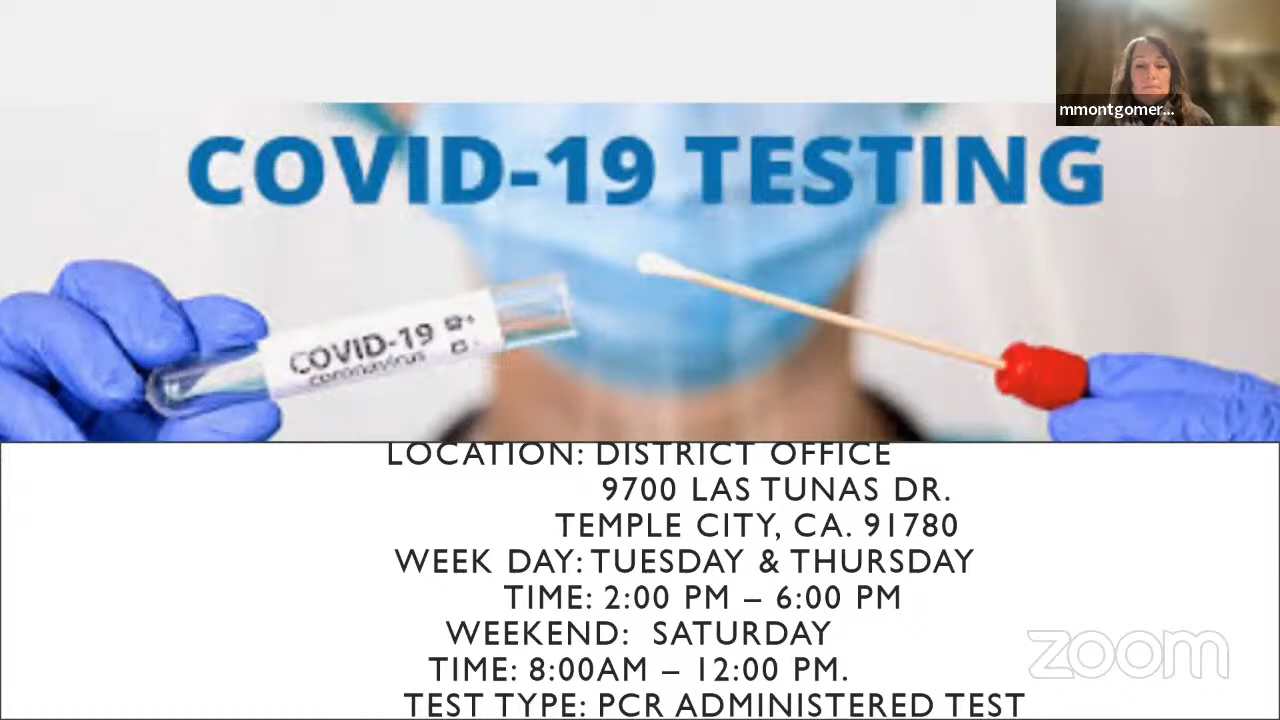 mmontgomer...
COVID-19 TESTING
COVID-19
coronavirus
LOCATION: DISTRICT OFFICE
9700 LAS TUNAS DR.
TEMPLE CITY, CA. 91780
WEEK DAY: TUESDAY & THURSDAY
TIME: 2:00 PM – 6:00 PM
WEEKEND: SATURDAY
TIME: 8:00AM – 12:00 PM.
TEST TYPE: PCR ADMINISTERED TEST
zoom